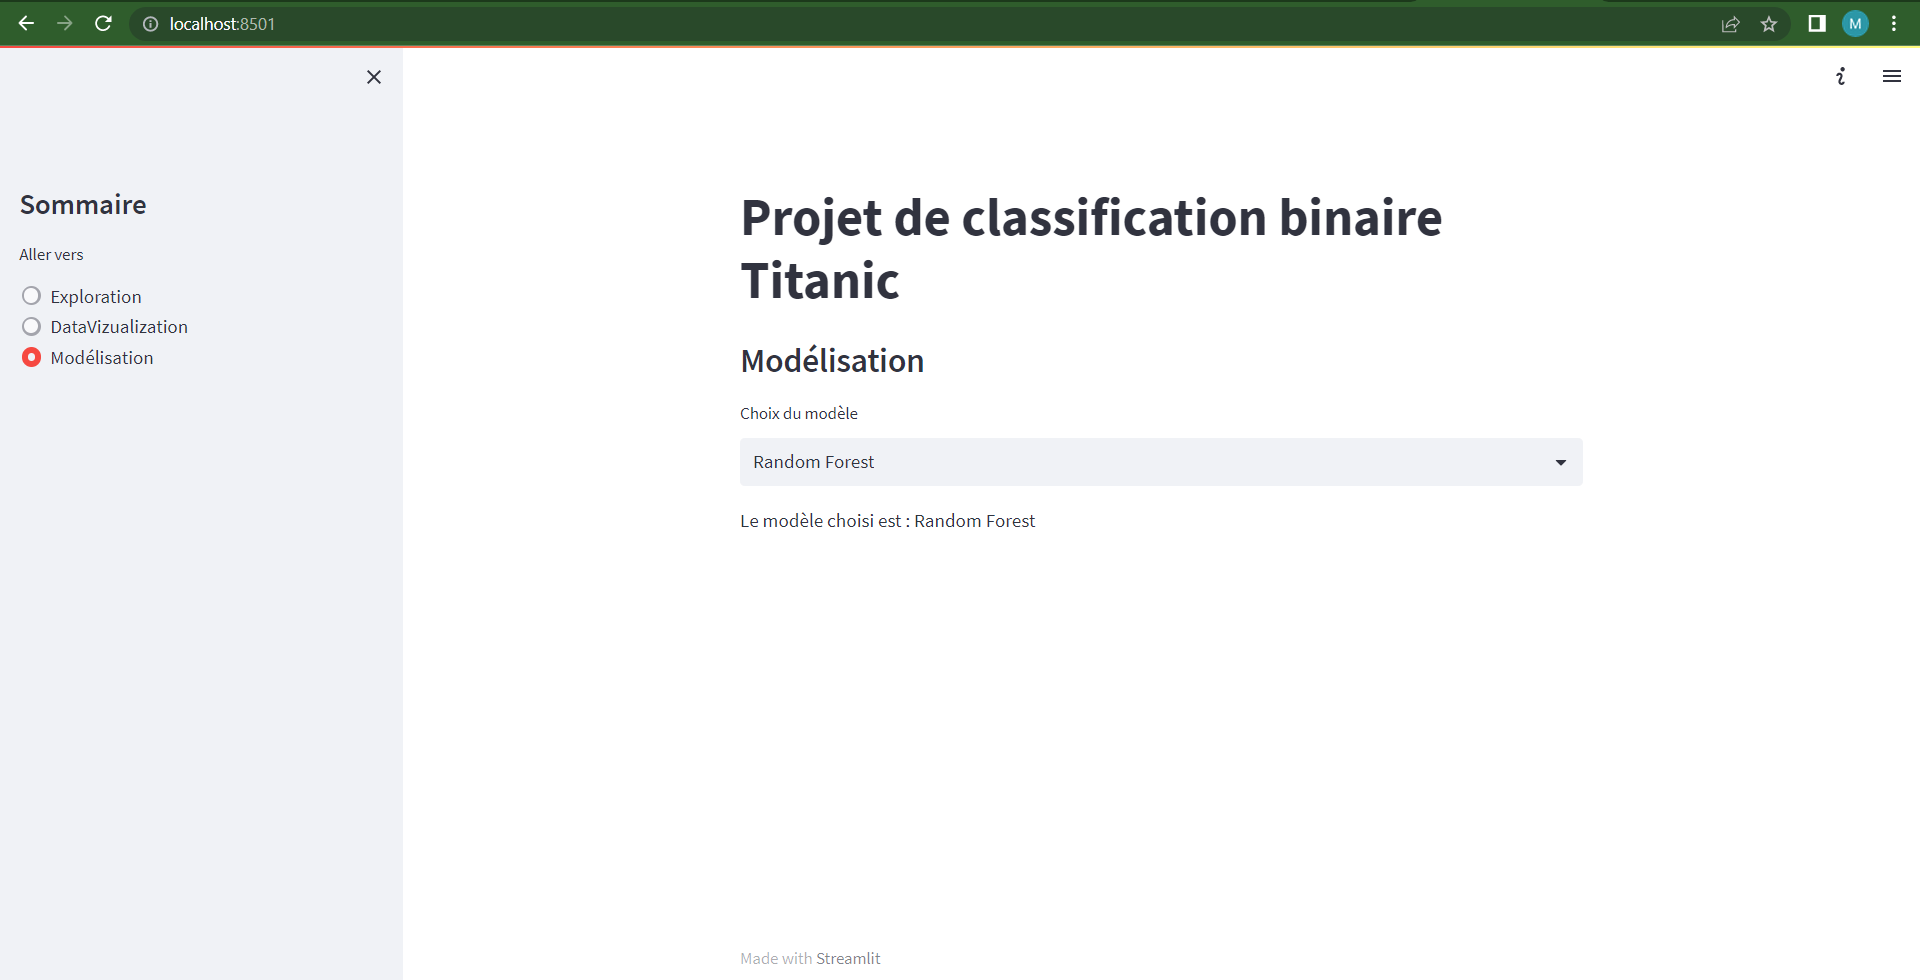 localhost:8501
M
Sommaire
Aller vers
Exploration
DataVizualization
Modélisation
Projet de classification binaire
Titanic
Modélisation
Choix du modèle
Random Forest
Le modèle choisi est : Random Forest
Made with Streamlit